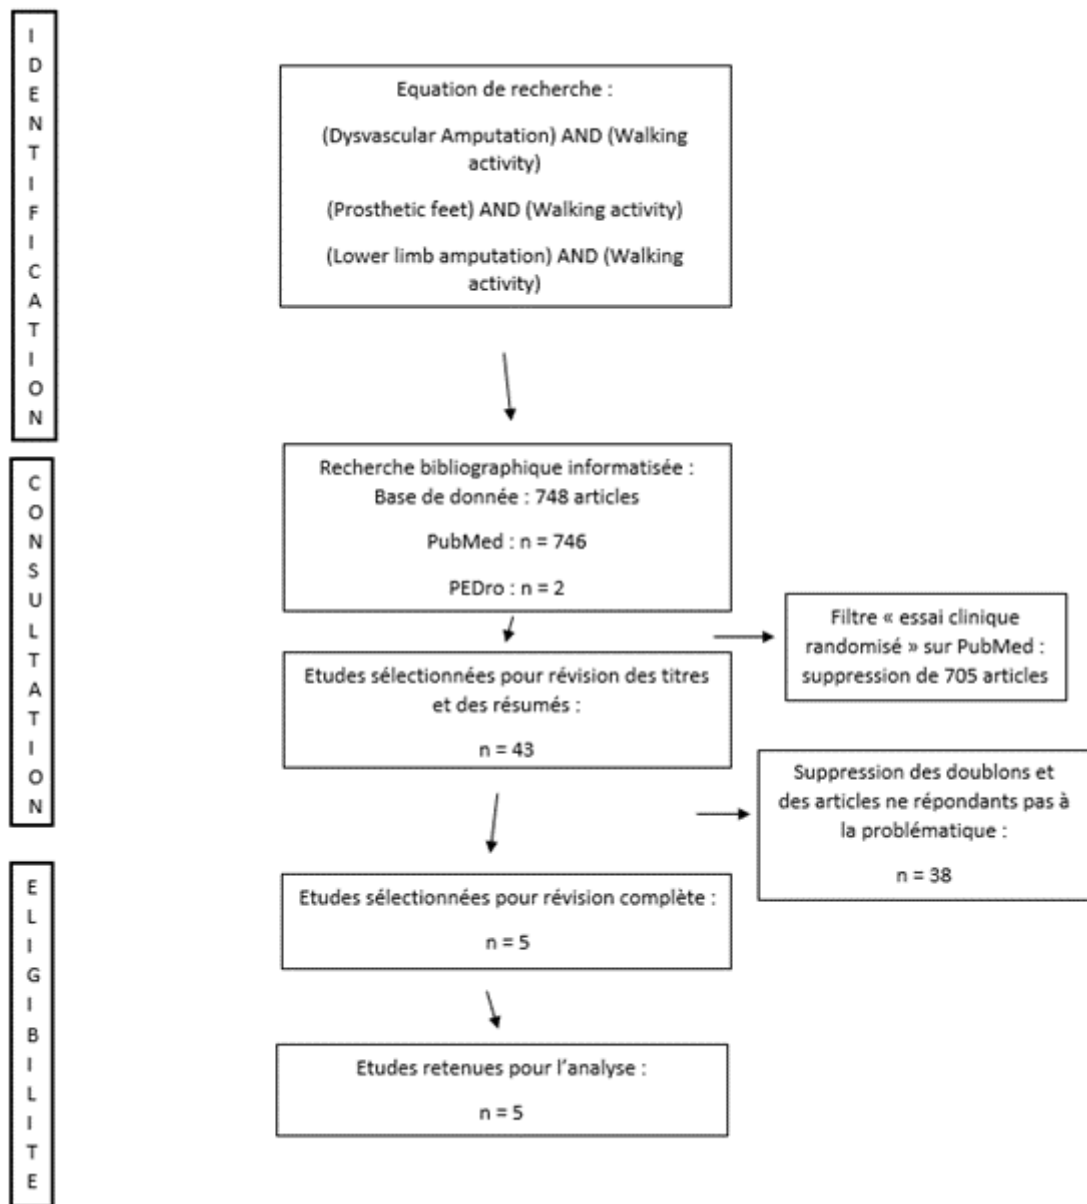 IDENTIFICATION
Equation de recherche :
(Dysvascular Amputation) AND (Walking
activity)
(Prosthetic feet) AND (Walking activity)
(Lower limb amputation) AND (Walking
activity)
CONSULTATION
Recherche bibliographique informatisée :
Base de donnée : 748 articles
PubMed : n = 746
PEDro : n = 2
Filtre « essai clinique
randomisé » sur PubMed :
suppression de 705 articles
Etudes sélectionnées pour révision des titres
et des résumés :
n = 43
Suppression des doublons et
des articles ne répondants pas à
la problématique :
n = 38
ELIGIBILITE
Etudes sélectionnées pour révision complète :
n = 5
Etudes retenues pour l'analyse :
n = 5